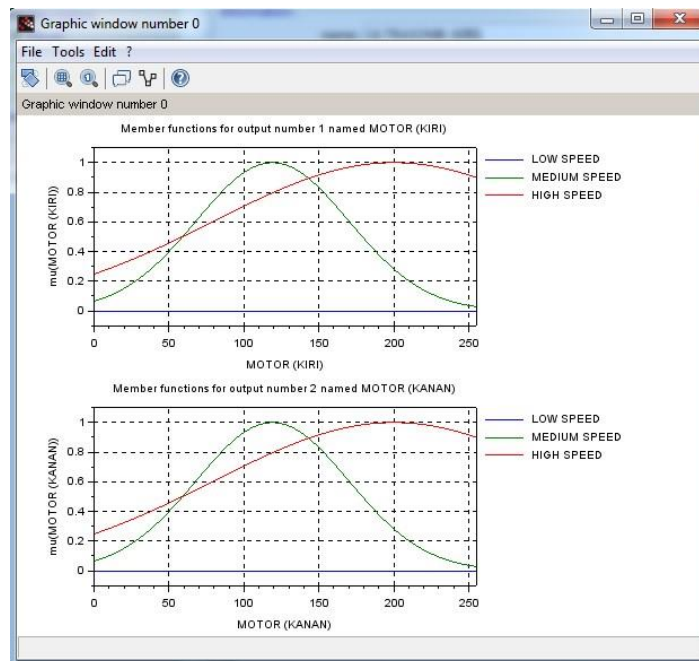 Graphic window number 0
File Tools Edit ?
Graphic window number 0
Member functions for output number 1 named MOTOR (KIRI)
mu(MOTOR (KIRI))
1
0.8
0.6
0.4
0.2
0
0 50 100 150 200 250
MOTOR (KIRI)
LOW SPEED
MEDIUM SPEED
HIGH SPEED
Member functions for output number 2 named MOTOR (KANAN)
mu(MOTOR (KANAN))
1
0.8
0.6
0.4
0.2
0
0 50 100 150 200 250
MOTOR (KANAN)
LOW SPEED
MEDIUM SPEED
HIGH SPEED